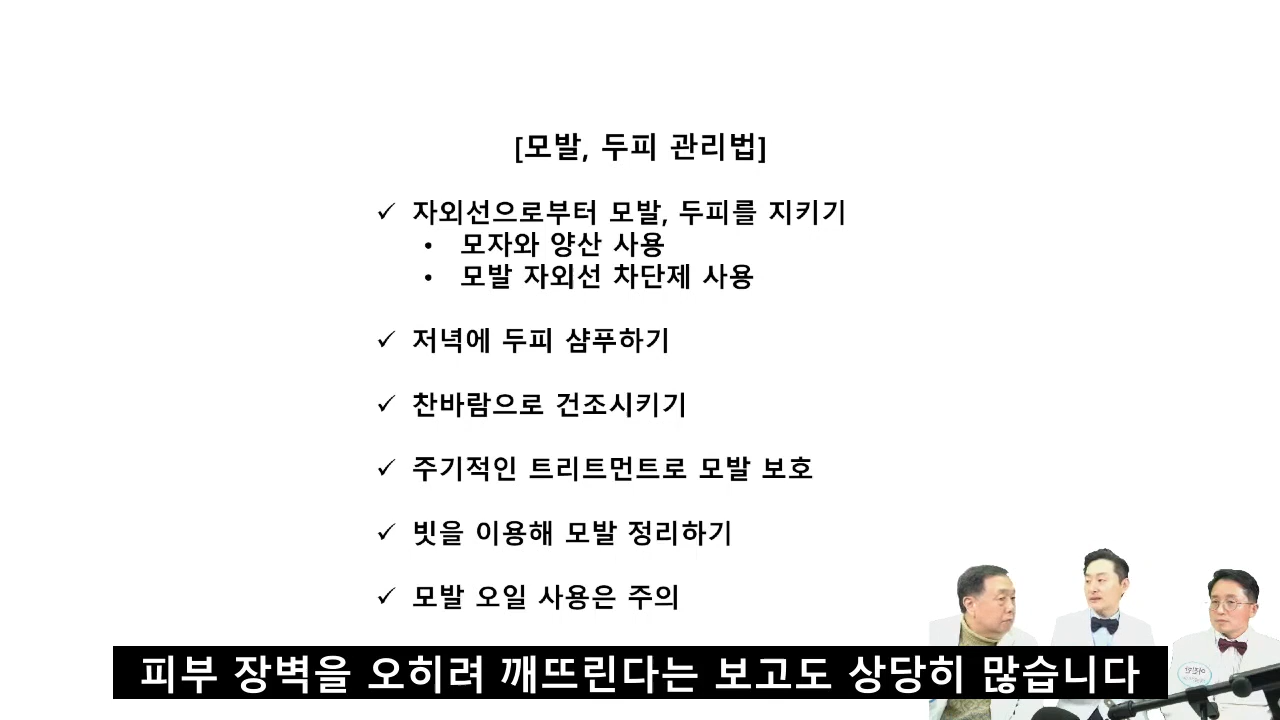 [모발, 두피 관리법]
✓ 자외선으로부터 모발, 두피를 지키기
• 모자와 양산 사용
• 모발 자외선 차단제 사용
✓ 저녁에 두피 샴푸하기
✓ 찬바람으로 건조시키기
✓ 주기적인 트리트먼트로 모발 보호
✓ 빗을 이용해 모발 정리하기
✓ 모발 오일 사용은 주의
피부 장벽을 오히려 깨뜨린다는 보고도 상당히 많습니다